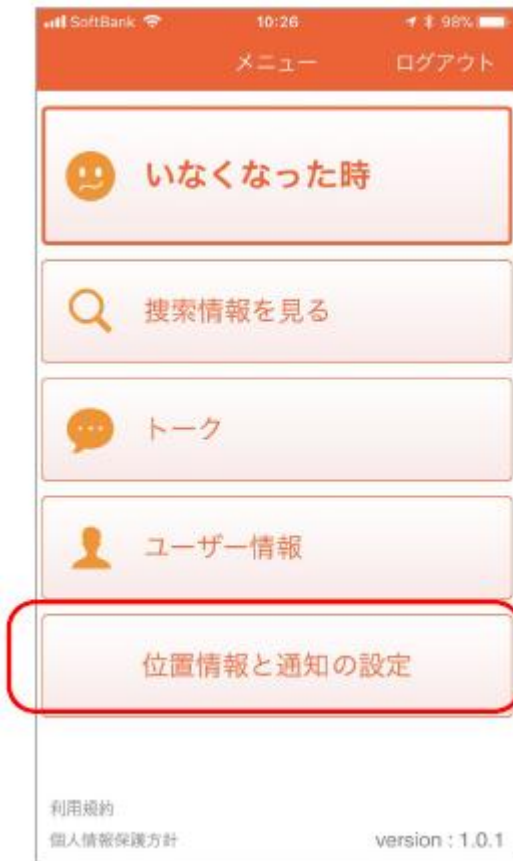 SoftBank 10:26 98%
メニュー ログアウト
いなくなった時
捜索情報を見る
トーク
ユーザー情報
位置情報と通知の設定
利用規約
個人情報保護方針 version : 1.0.1